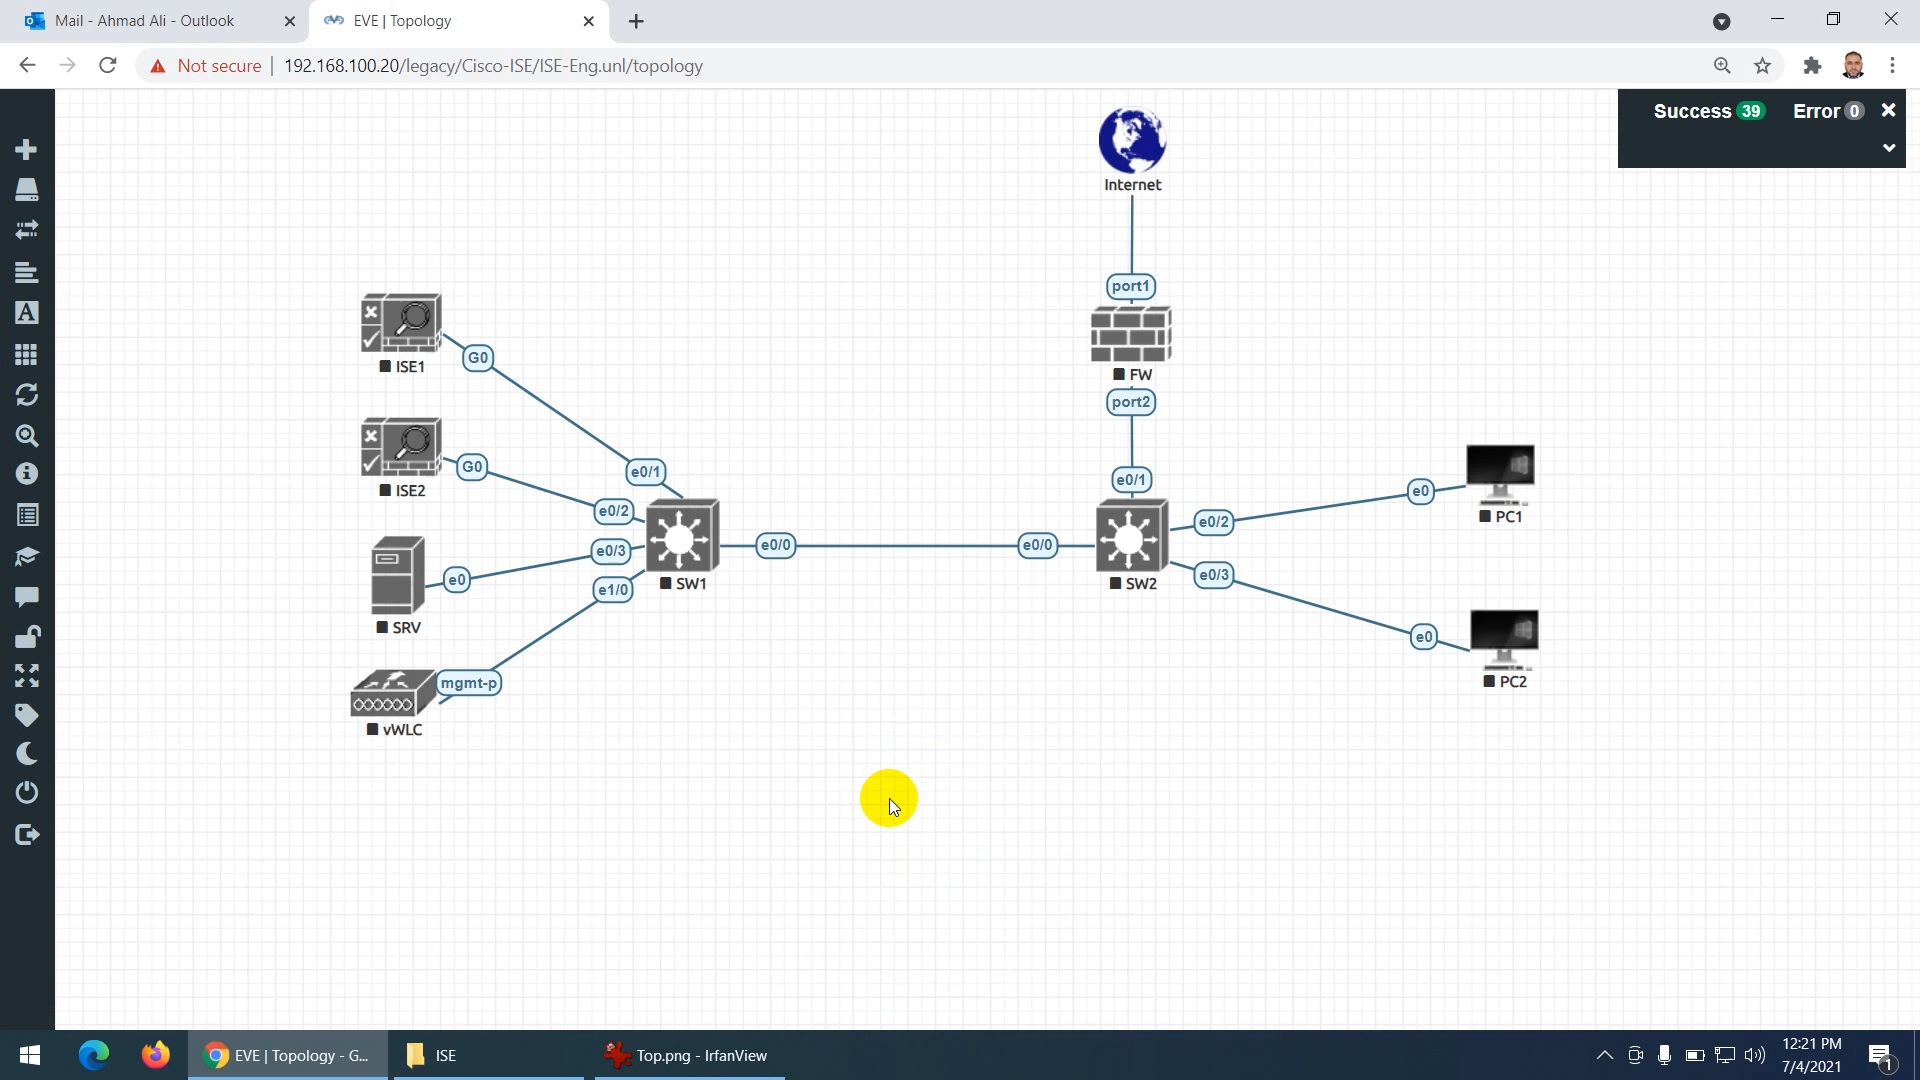 Mail - Ahmad Ali - Outlook
EVE | Topology
Not secure | 192.168.100.20/legacy/Cisco-ISE/ISE-Eng.unl/topology
Success 39 Error 0
Internet
port1
FW
port2
e0/1
ISE1
G0
ISE2
G0
e0/1
e0/2
e0/3
e1/0
SRV
e0
vWLC
mgmt-p
SW1
e0/0
e0/0
SW2
e0/2
e0
PC1
e0/3
e0
PC2
EVE | Topology - G...
ISE
Top.png - IrfanView
12:21 PM
7/4/2021
1